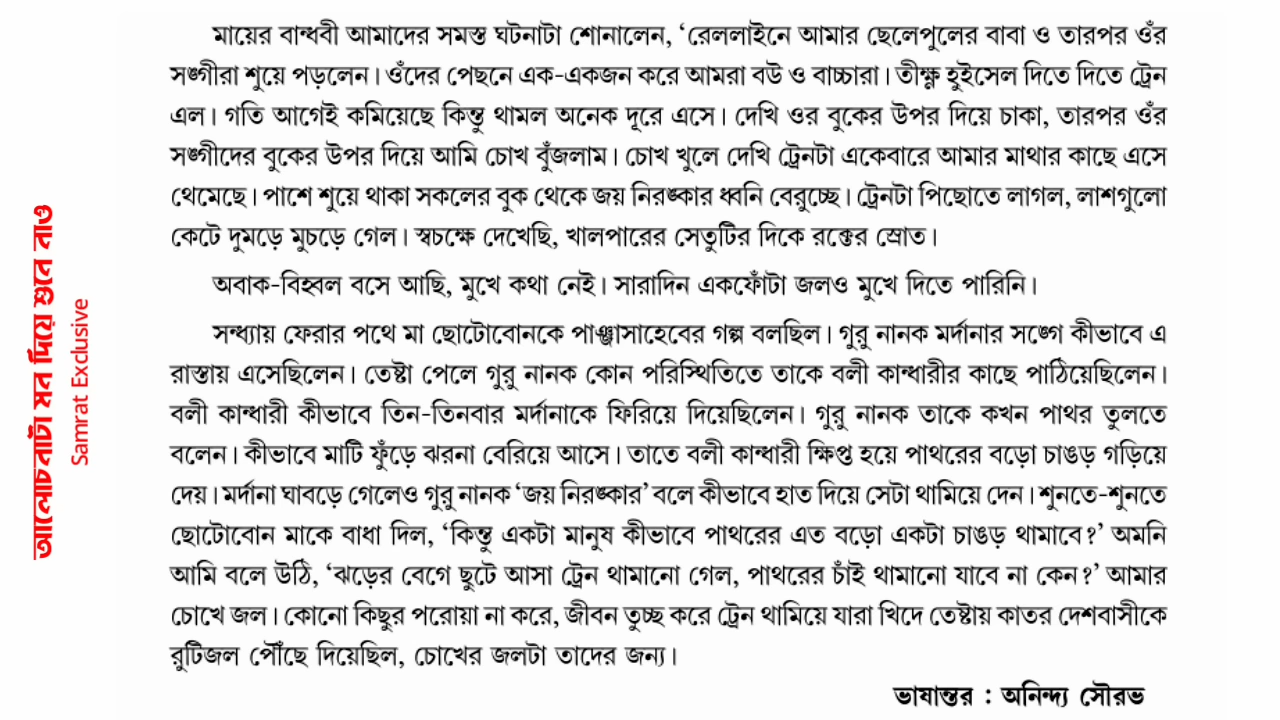 মায়ের বান্ধবী আমাদের সমস্ত ঘটনাটা শোনালেন, ‘রেললাইনে আমার ছেলেপুলের বাবা ও তারপর ওঁর
সঙ্গীরা শুয়ে পড়লেন। ওঁদের পেছনে এক-একজন করে আমরা বউ ও বাচ্চারা। তীক্ষ্ণ হুইসেল দিতে দিতে ট্রেন
এল। গতি আগেই কমিয়েছে কিন্তু থামল অনেক দূরে এসে। দেখি ওর বুকের উপর দিয়ে চাকা, তারপর ওঁর
সঙ্গীদের বুকের উপর দিয়ে আমি চোখ বুঁজলাম। চোখ খুলে দেখি ট্রেনটা একেবারে আমার মাথার কাছে এসে
থেমেছে। পাশে শুয়ে থাকা সকলের বুক থেকে জয় নিরঙ্কার ধ্বনি বেরুচ্ছে। ট্রেনটা পিছোতে লাগল, লাশগুলো
কেটে দুমড়ে মুচড়ে গেল। স্বচক্ষে দেখেছি, খালপারের সেতুটির দিকে রক্তের স্রোত।
অবাক-বিহ্বল বসে আছি, মুখে কথা নেই। সারাদিন একফোঁটা জলও মুখে দিতে পারিনি।
সন্ধ্যায় ফেরার পথে মা ছোটোবোনকে পাঞ্জাসাহেবের গল্প বলছিল। গুরু নানক মর্দানার সঙ্গে কীভাবে এ
রাস্তায় এসেছিলেন। তেষ্টা পেলে গুরু নানক কোন পরিস্থিতিতে তাকে বলী কান্ধারীর কাছে পাঠিয়েছিলেন।
বলী কান্ধারী কীভাবে তিন-তিনবার মর্দানাকে ফিরিয়ে দিয়েছিলেন। গুরু নানক তাকে কখন পাথর তুলতে
বলেন। কীভাবে মাটি ফুঁড়ে ঝরনা বেরিয়ে আসে। তাতে বলী কান্ধারী ক্ষিপ্ত হয়ে পাথরের বড়ো চাঙড় গড়িয়ে
দেয়। মর্দানা ঘাবড়ে গেলেও গুরু নানক ‘জয় নিরঙ্কার’ বলে কীভাবে হাত দিয়ে সেটা থামিয়ে দেন। শুনতে-শুনতে
ছোটোবোন মাকে বাধা দিল, ‘কিন্তু একটা মানুষ কীভাবে পাথরের এত বড়ো একটা চাঙড় থামাবে?’ অমনি
আমি বলে উঠি, ‘ঝড়ের বেগে ছুটে আসা ট্রেন থামানো গেল, পাথরের চাঁই থামানো যাবে না কেন?’ আমার
চোখে জল। কোনো কিছুর পরোয়া না করে, জীবন তুচ্ছ করে ট্রেন থামিয়ে যারা খিদে তেষ্টায় কাতর দেশবাসীকে
রুটিজল পৌঁছে দিয়েছিল, চোখের জলটা তাদের জন্য।
ভাষান্তর : অনিন্দ্য সৌরভ
আলোচনাটা মন দিয়ে শুনে নাও
Samrat Exclusive